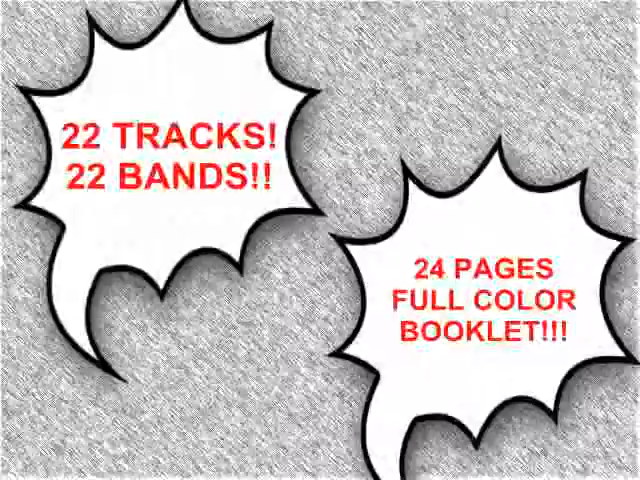 22 TRACKS!
22 BANDS!!
24 PAGES
FULL COLOR
BOOKLET!!!